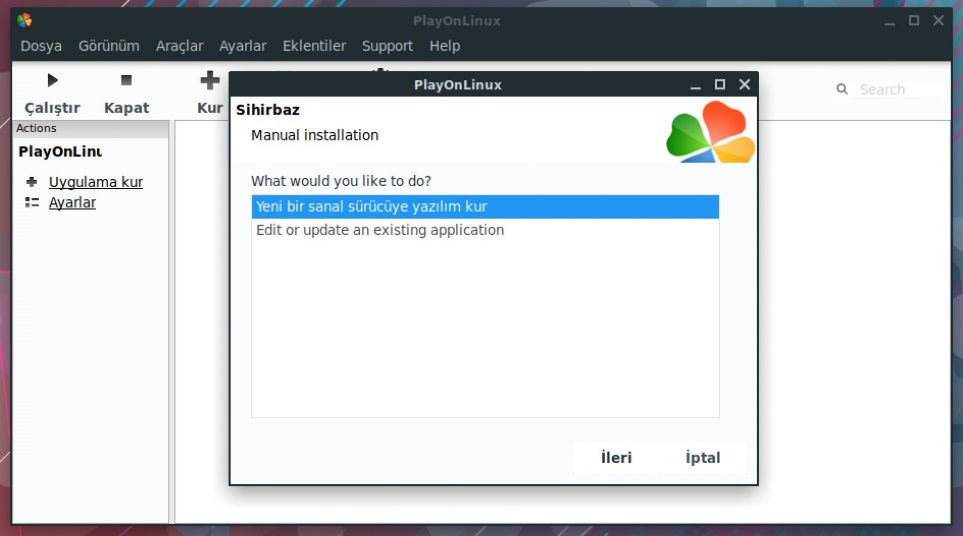 PlayOnLinux
Dosya Görünüm Araçlar Ayarlar Eklentiler Support Help
Çalıştır Kapat Kur
Search
Actions
PlayOnLinu
Uygulama kur
Ayarlar
PlayOnLinux
Sihirbaz
Manual installation
What would you like to do?
Yeni bir sanal sürücüye yazılım kur
Edit or update an existing application
İleri İptal